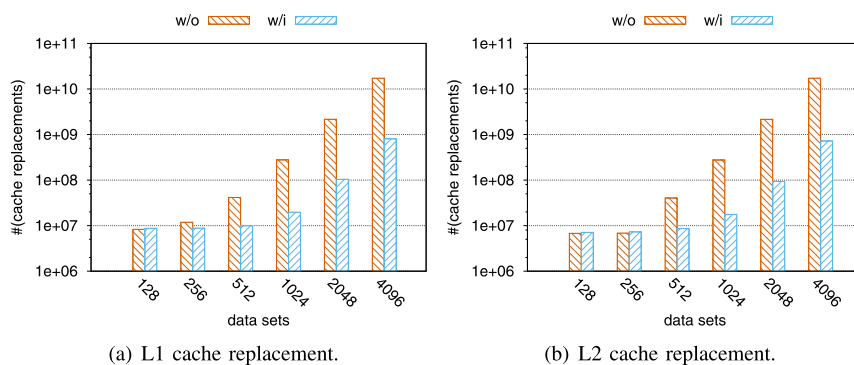 w/o w/i
1e+11
1e+10
1e+09
1e+08
1e+07
1e+06
#(cache replacements)
128 256 512 1024 2048 4096
data sets
(a) L1 cache replacement.
w/o w/i
1e+11
1e+10
1e+09
1e+08
1e+07
1e+06
#(cache replacements)
128 256 512 1024 2048 4096
data sets
(b) L2 cache replacement.